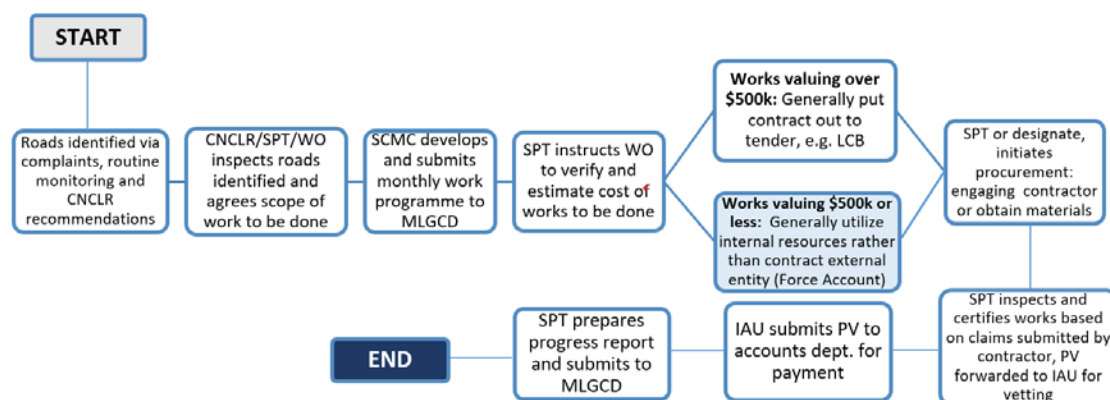 START
Roads identified via
complaints, routine
monitoring and
CNCLR
recommendations
CNCLR/SPT/WO
inspects roads
identified and
agrees scope of
work to be done
SCMC develops
and submits
monthly work
programme to
MLGCD
SPT instructs WO
to verify and
estimate cost of
works to be done
Works valuing over
$500k: Generally put
contract out to
tender, e.g. LCB
Works valuing $500k or
less: Generally utilize
internal resources rather
than contract external
entity (Force Account)
SPT or designate,
initiates
procurement:
engaging contractor
or obtain materials
SPT inspects and
certifies works based
on claims submitted by
contractor, PV
forwarded to IAU for
vetting
IAU submits PV to
accounts dept. for
payment
SPT prepares
progress report
and submits to
MLGCD
END